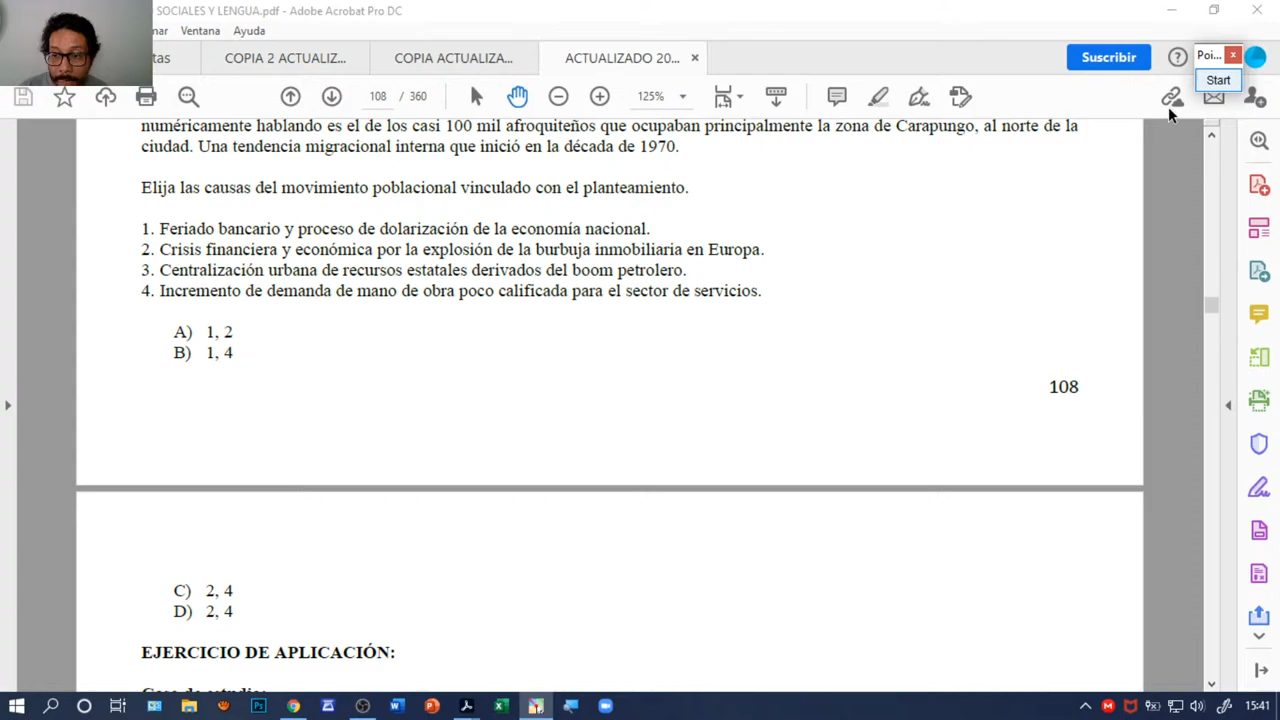 SOCIALES Y LENGUA.pdf - Adobe Acrobat Pro DC
mar Ventana Ayuda
tas COPIA 2 ACTUALIZ... COPIA ACTUALIZA... ACTUALIZADO 20... × Suscribir Poi...
Start
108 / 360 125%
numéricamente hablando es el de los casi 100 mil afroquiteños que ocupaban principalmente la zona de Carapungo, al norte de la
ciudad. Una tendencia migracional interna que inició en la década de 1970.
Elija las causas del movimiento poblacional vinculado con el planteamiento.
1. Feriado bancario y proceso de dolarización de la economía nacional.
2. Crisis financiera y económica por la explosión de la burbuja inmobiliaria en Europa.
3. Centralización urbana de recursos estatales derivados del boom petrolero.
4. Incremento de demanda de mano de obra poco calificada para el sector de servicios.
A) 1, 2
B) 1, 4
108
C) 2, 4
D) 2, 4
EJERCICIO DE APLICACIÓN:
Caso de estudio:
15:41